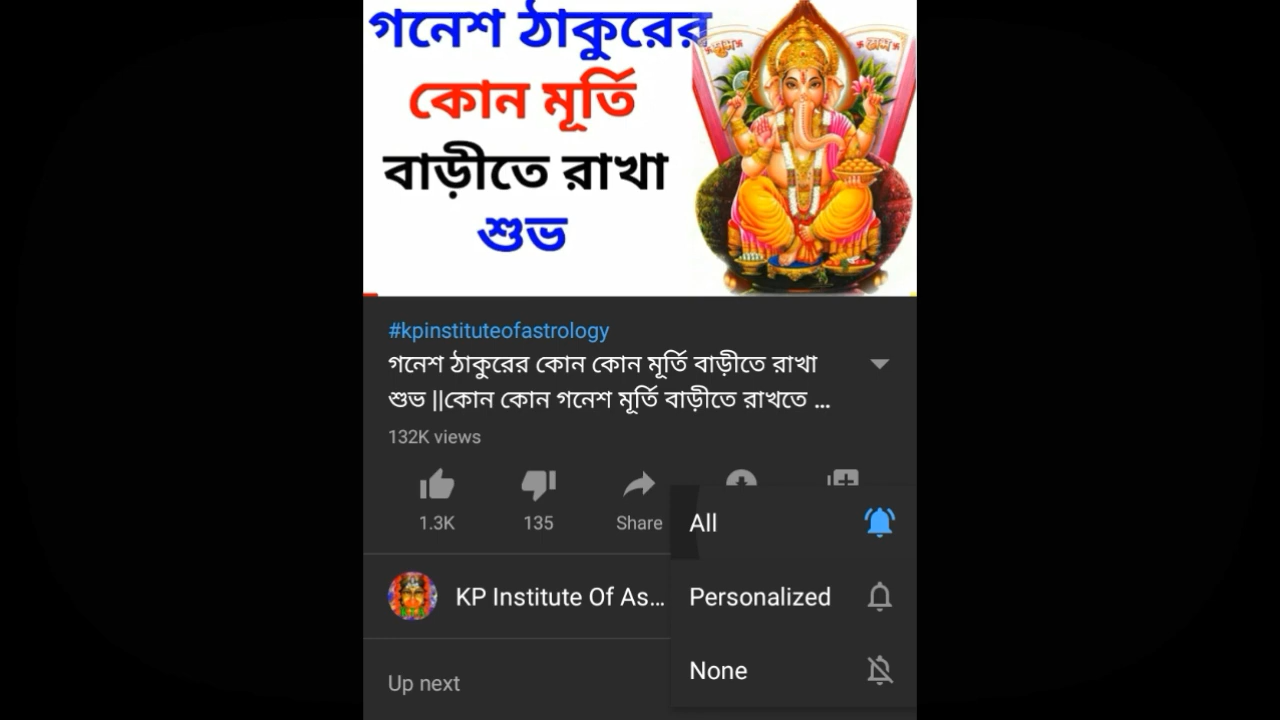 গনেশ ঠাকুরের
কোন মূর্তি
বাড়ীতে রাখা
শুভ
#kpinstituteofastrology
গনেশ ঠাকুরের কোন কোন মূর্তি বাড়ীতে রাখা
শুভ ||কোন কোন গনেশ মূর্তি বাড়ীতে রাখতে ...
132K views
1.3K
135
Share
All
KP Institute Of As...
Personalized
None
Up next